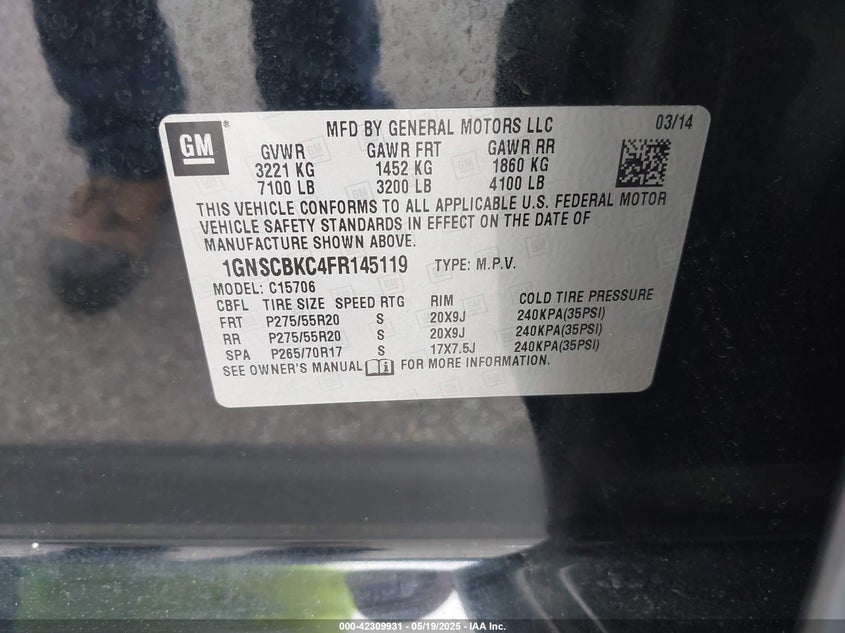 GM® MFD BY GENERAL MOTORS LLC 03/14
GVWR GAWR FRT GAWR RR
3221 KG 1452 KG 1860 KG
7100 LB 3200 LB 4100 LB
THIS VEHICLE CONFORMS TO ALL APPLICABLE U.S. FEDERAL MOTOR
VEHICLE SAFETY STANDARDS IN EFFECT ON THE DATE OF
MANUFACTURE SHOWN ABOVE.
1GNSCBKC4FR145119 TYPE: M.P.V.
MODEL: C15706
CBFL TIRE SIZE SPEED RTG RIM COLD TIRE PRESSURE
FRT P275/55R20 S 20X9J 240KPA(35PSI)
RR P275/55R20 S 20X9J 240KPA(35PSI)
SPA P265/70R17 S 17X7.5J 240KPA(35PSI)
SEE OWNER'S MANUAL FOR MORE INFORMATION.
000-42309931 - 05/19/2025 - IAA Inc.